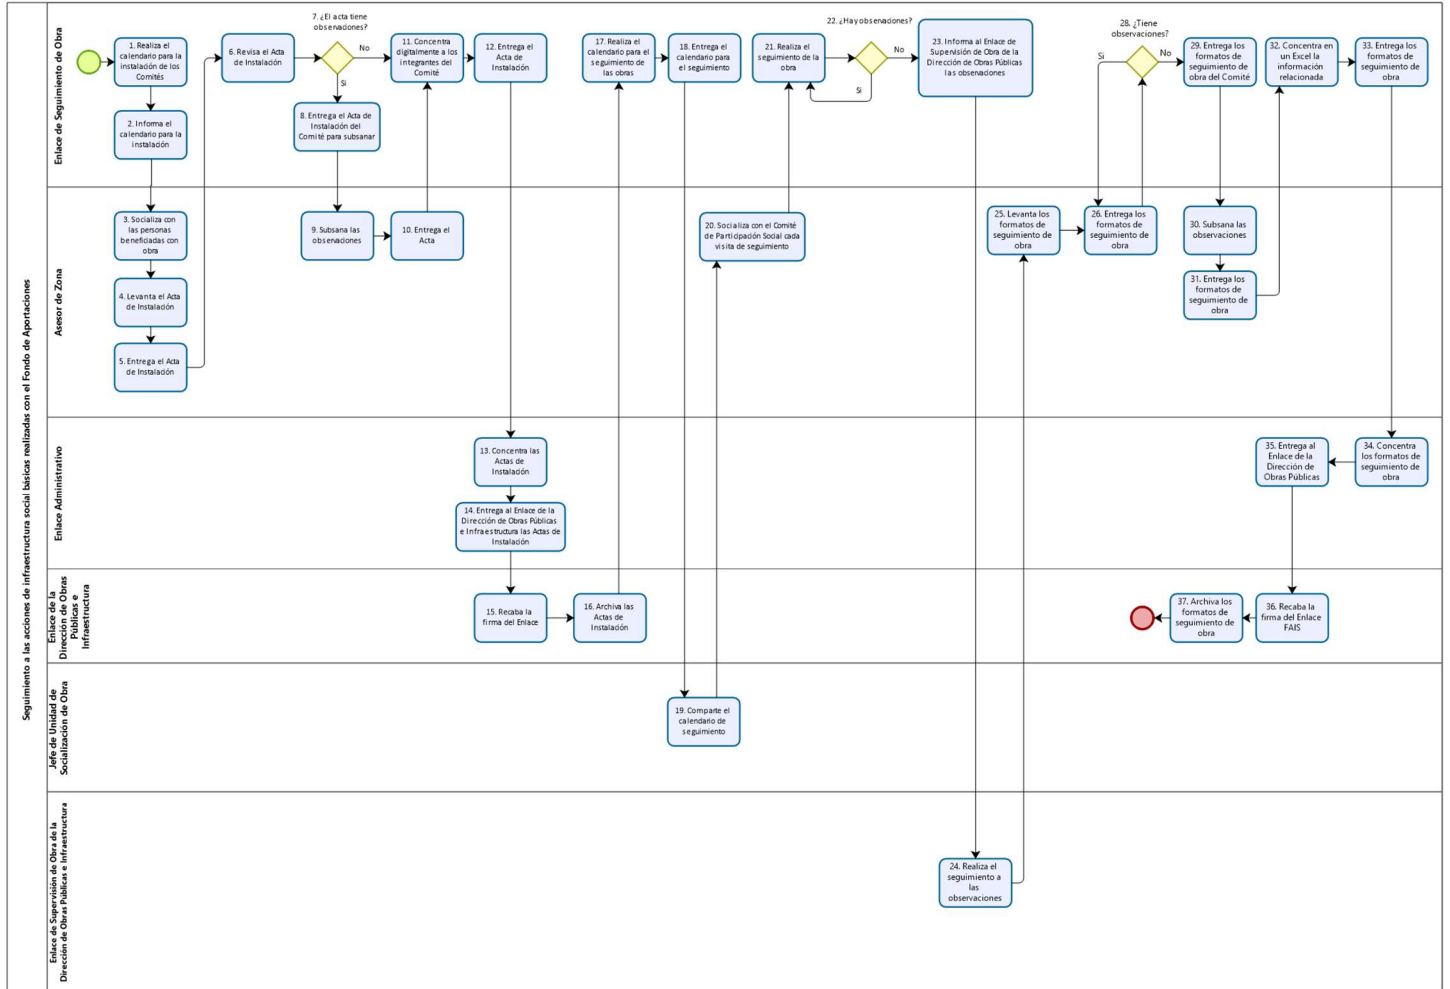 Seguimiento a las acciones de infraestructura social básicas realizadas con el Fondo de Aportaciones
Enlace de Seguimiento de Obra
1. Realiza el
calendario para la
instalación de los
Comités
2. Informa el
calendario para la
instalación
6. Revisa el Acta
de Instalación
7. ¿El acta tiene
observaciones?
No
Si
8. Entrega el Acta de
Instalación del
Comité para subsanar
11. Concentra
digitalmente a los
integrantes del
Comité
12. Entrega el
Acta de
Instalación
17. Realiza el
calendario para el
seguimiento de
las obras
18. Entrega el
calendario para
el seguimiento
21. Realiza el
seguimiento de
la obra
22. ¿Hay observaciones?
No
Si
23. Informa al Enlace de
Supervisión de Obra de la
Dirección de Obras Públicas
las observaciones
28. ¿Tiene
observaciones?
Si
No
29. Entrega los
formatos de
seguimiento de
obra del Comité
32. Concentra en
un Excel la
información
relacionada
33. Entrega los
formatos de
seguimiento de
obra
Asesor de Zona
3. Socializa con
las personas
beneficiadas con
obra
4. Levanta el Acta
de Instalación
5. Entrega el Acta
de Instalación
9. Subsana las
observaciones
10. Entrega el
Acta
20. Socializa con el Comité
de Participación Social cada
visita de seguimiento
25. Levanta los
formatos de
seguimiento de
obra
26. Entrega los
formatos de
seguimiento de
obra
30. Subsana las
observaciones
31. Entrega los
formatos de
seguimiento de
obra
Enlace Administrativo
13. Concentra las
Actas de
Instalación
14. Entrega al Enlace de la
Dirección de Obras Públicas
e Infraestructura las Actas de
Instalación
35. Entrega al
Enlace de la
Dirección de
Obras Públicas
34. Concentra
los formatos de
seguimiento de
obra
Enlace de la
Dirección de Obras
Públicas e
Infraestructura
15. Recaba la
firma del Enlace
16. Archiva las
Actas de
Instalación
37. Archiva los
formatos de
seguimiento de
obra
36. Recaba la
firma del Enlace
FAIS
Jefe de Unidad de
Socialización de Obra
19. Comparte el
calendario de
seguimiento
Enlace de Supervisión de Obra de la
Dirección de Obras Públicas e Infraestructura
24. Realiza el
seguimiento a
las
observaciones